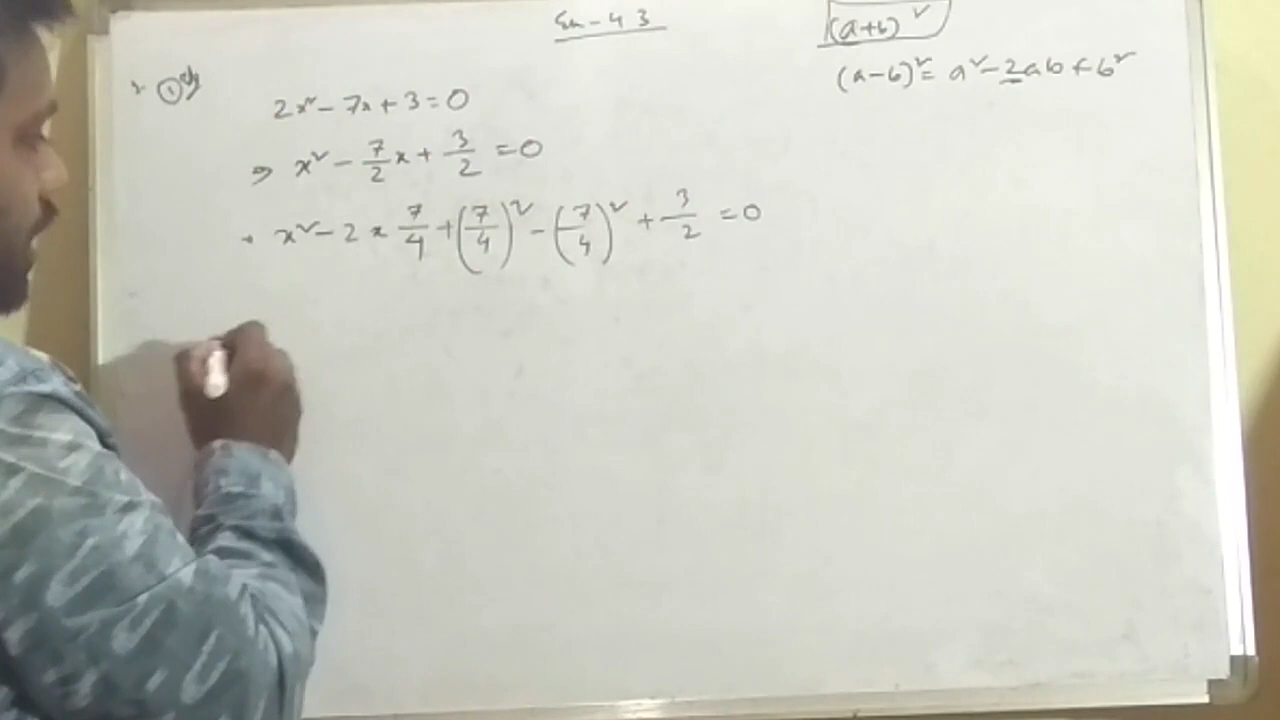 Ex-4.3
(a+b)²
(a-b)² = a² - 2ab + b²
2x² - 7x + 3 = 0
⇒ x² - 7/2 x + 3/2 = 0
x² - 2 x 7/4 + (7/4)² - (7/4)² + 3/2 = 0